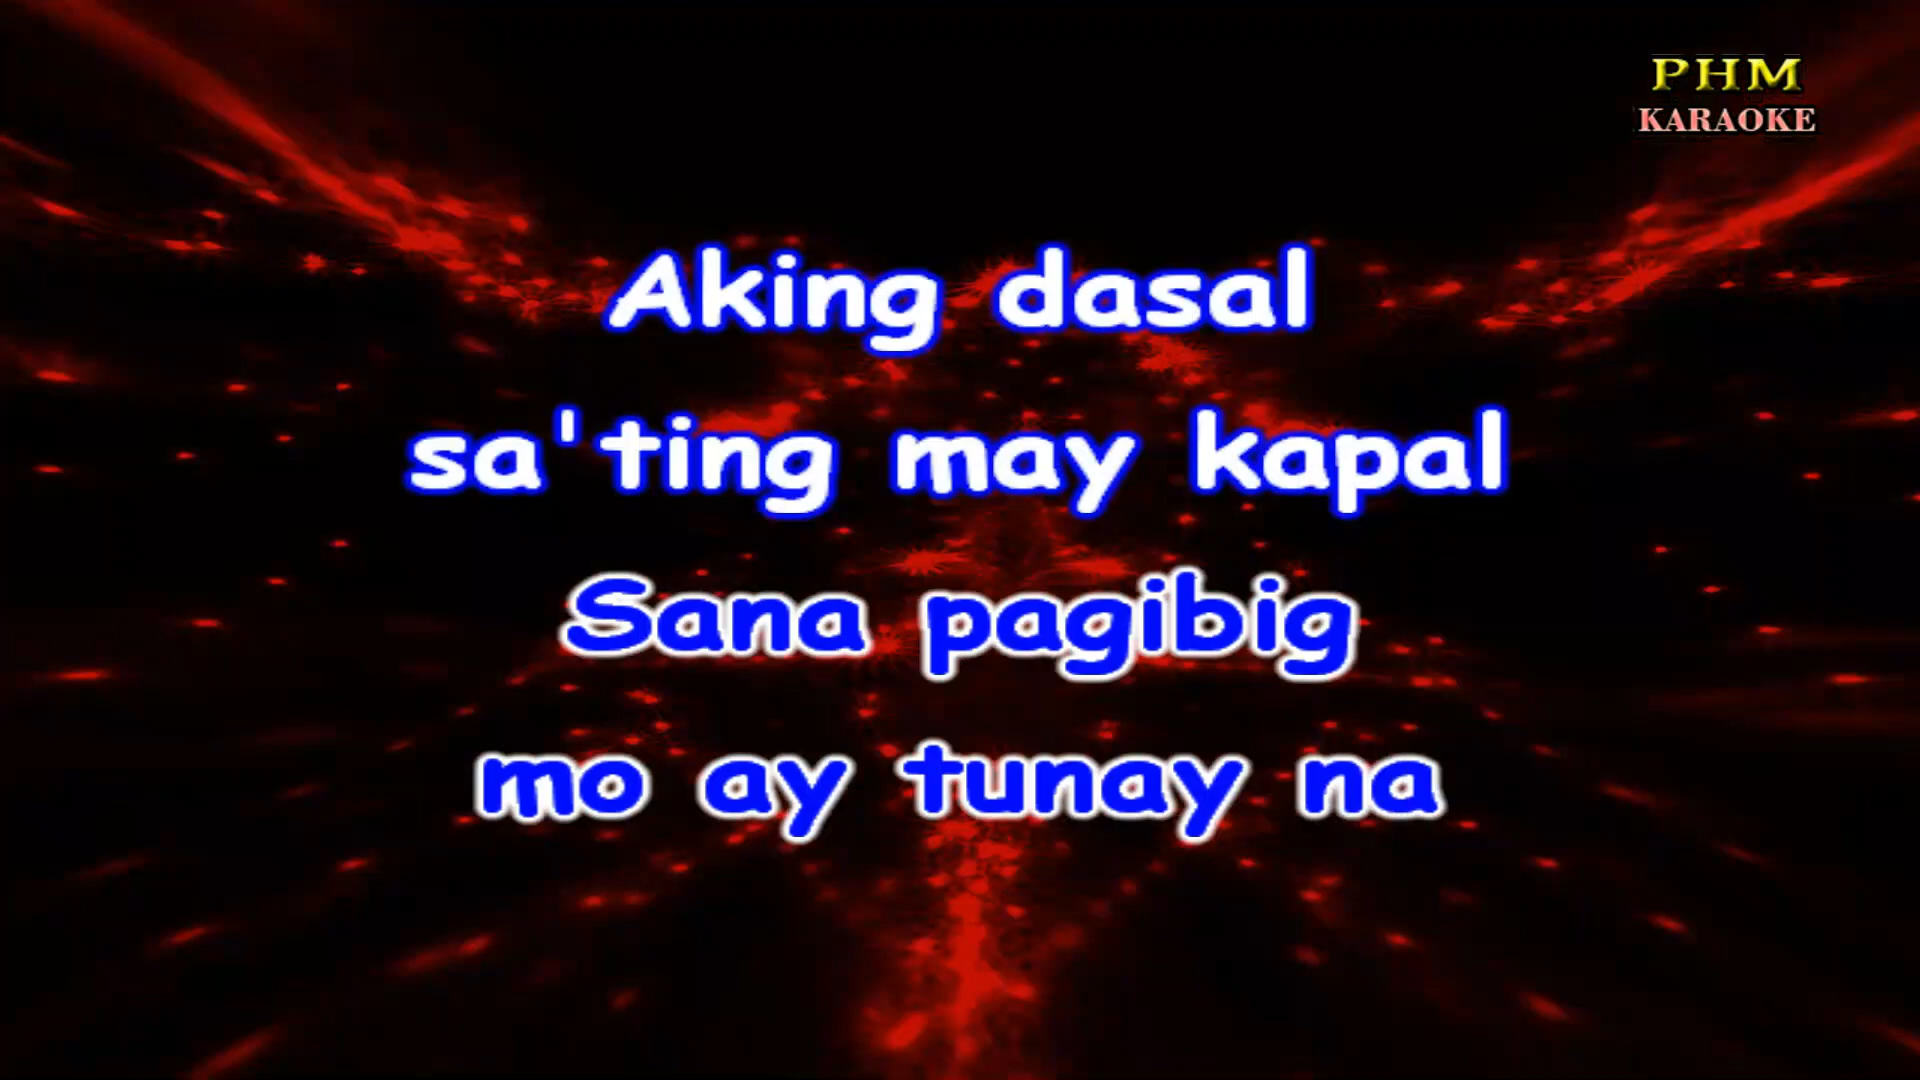 PHM
KARAOKE
Aking dasal
sa'ting may kapal
Sana pagibig
mo ay tunay na